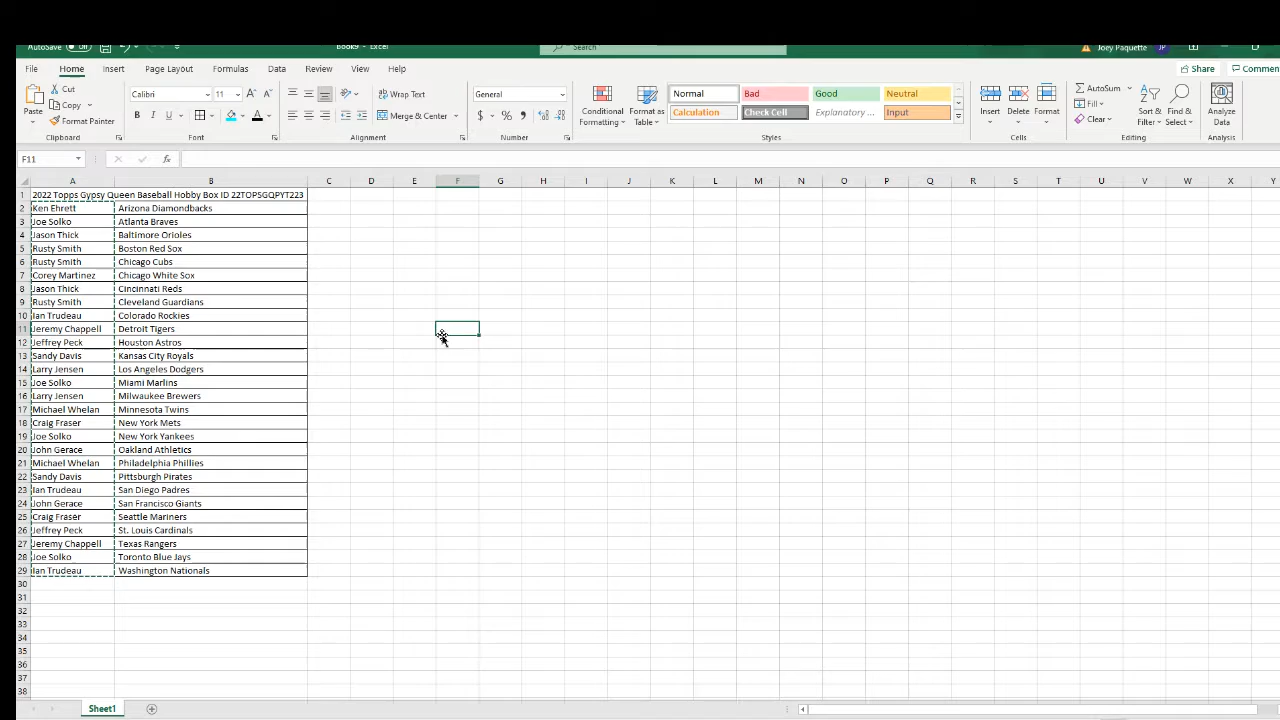 AutoSave Off Book9 - Excel Search Joey Paquette JP
File Home Insert Page Layout Formulas Data Review View Help Share Commen
Cut Calibri 11 Wrap Text General Normal Bad Good Neutral AutoSum
Copy Fill
Paste Format Painter B I U Merge & Center $ % Conditional Formatting Format as Table Calculation Check Cell Explanatory ... Input Insert Delete Format Clear Sort & Filter Find & Select Analyze Data
Clipboard Font Alignment Number Styles Cells Editing Analysis
F11 fx
A B C D E F G H I J K L M N O P Q R S T U V W X Y
1 2022 Topps Gypsy Queen Baseball Hobby Box ID 22TOPSGQPYT223
2 Ken Ehrett Arizona Diamondbacks
3 Joe Solko Atlanta Braves
4 Jason Thick Baltimore Orioles
5 Rusty Smith Boston Red Sox
6 Rusty Smith Chicago Cubs
7 Corey Martinez Chicago White Sox
8 Jason Thick Cincinnati Reds
9 Rusty Smith Cleveland Guardians
10 Ian Trudeau Colorado Rockies
11 Jeremy Chappell Detroit Tigers
12 Jeffrey Peck Houston Astros
13 Sandy Davis Kansas City Royals
14 Larry Jensen Los Angeles Dodgers
15 Joe Solko Miami Marlins
16 Larry Jensen Milwaukee Brewers
17 Michael Whelan Minnesota Twins
18 Craig Fraser New York Mets
19 Joe Solko New York Yankees
20 John Gerace Oakland Athletics
21 Michael Whelan Philadelphia Phillies
22 Sandy Davis Pittsburgh Pirates
23 Ian Trudeau San Diego Padres
24 John Gerace San Francisco Giants
25 Craig Fraser Seattle Mariners
26 Jeffrey Peck St. Louis Cardinals
27 Jeremy Chappell Texas Rangers
28 Joe Solko Toronto Blue Jays
29 Ian Trudeau Washington Nationals
30
31
32
33
34
35
36
37
38
Sheet1